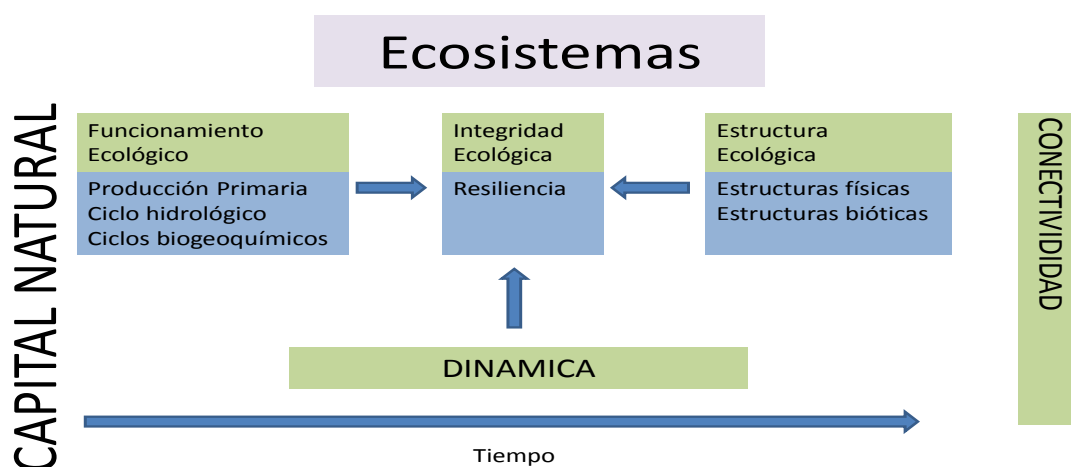 Ecosistemas
CAPITAL NATURAL
Funcionamiento
Ecológico
Producción Primaria
Ciclo hidrológico
Ciclos biogeoquímicos
Integridad
Ecológica
Resiliencia
Estructura
Ecológica
Estructuras físicas
Estructuras bióticas
CONECTIVIDIDAD
DINAMICA
Tiempo